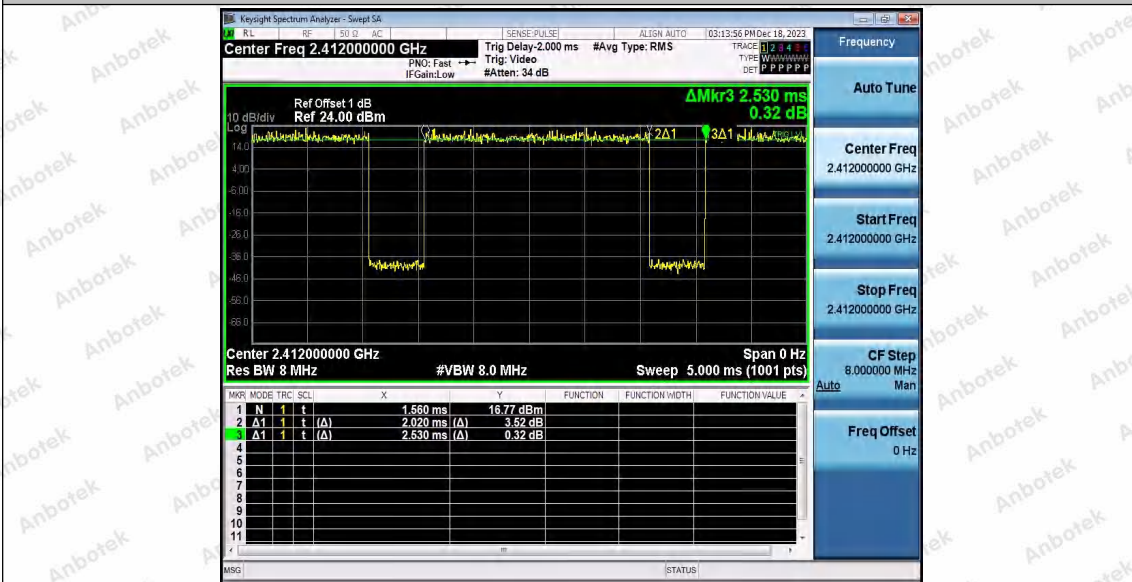 Keysight Spectrum Analyzer - Swept SA
RL RF 50 Ω AC SENSE:PULSE ALIGN AUTO 03:13:56 PM Dec 18, 2023
Center Freq 2.412000000 GHz
PNO: Fast
IFGain:Low
Trig Delay-2.000 ms
Trig: Video
#Atten: 34 dB
#Avg Type: RMS
TRACE 1 2 3 4 5 6
TYPE WWWWWWW
DET P P P P P P
ΔMkr3 2.530 ms
0.32 dB
Ref Offset 1 dB
10 dB/div Ref 24.00 dBm
Log
14.0
4.00
-6.00
-16.0
-26.0
-36.0
-46.0
-56.0
-66.0
2Δ1
3Δ1
Center 2.412000000 GHz Span 0 Hz
Res BW 8 MHz #VBW 8.0 MHz Sweep 5.000 ms (1001 pts)
MKR MODE TRC SCL X Y FUNCTION FUNCTION WIDTH FUNCTION VALUE
1 N 1 t 1.560 ms 16.77 dBm
2 Δ1 1 t (Δ) 2.020 ms (Δ) 3.52 dB
3 Δ1 1 t (Δ) 2.530 ms (Δ) 0.32 dB
4
5
6
7
8
9
10
11
MSG STATUS
Frequency
Auto Tune
Center Freq
2.412000000 GHz
Start Freq
2.412000000 GHz
Stop Freq
2.412000000 GHz
CF Step
8.000000 MHz
Auto Man
Freq Offset
0 Hz
Anbotek